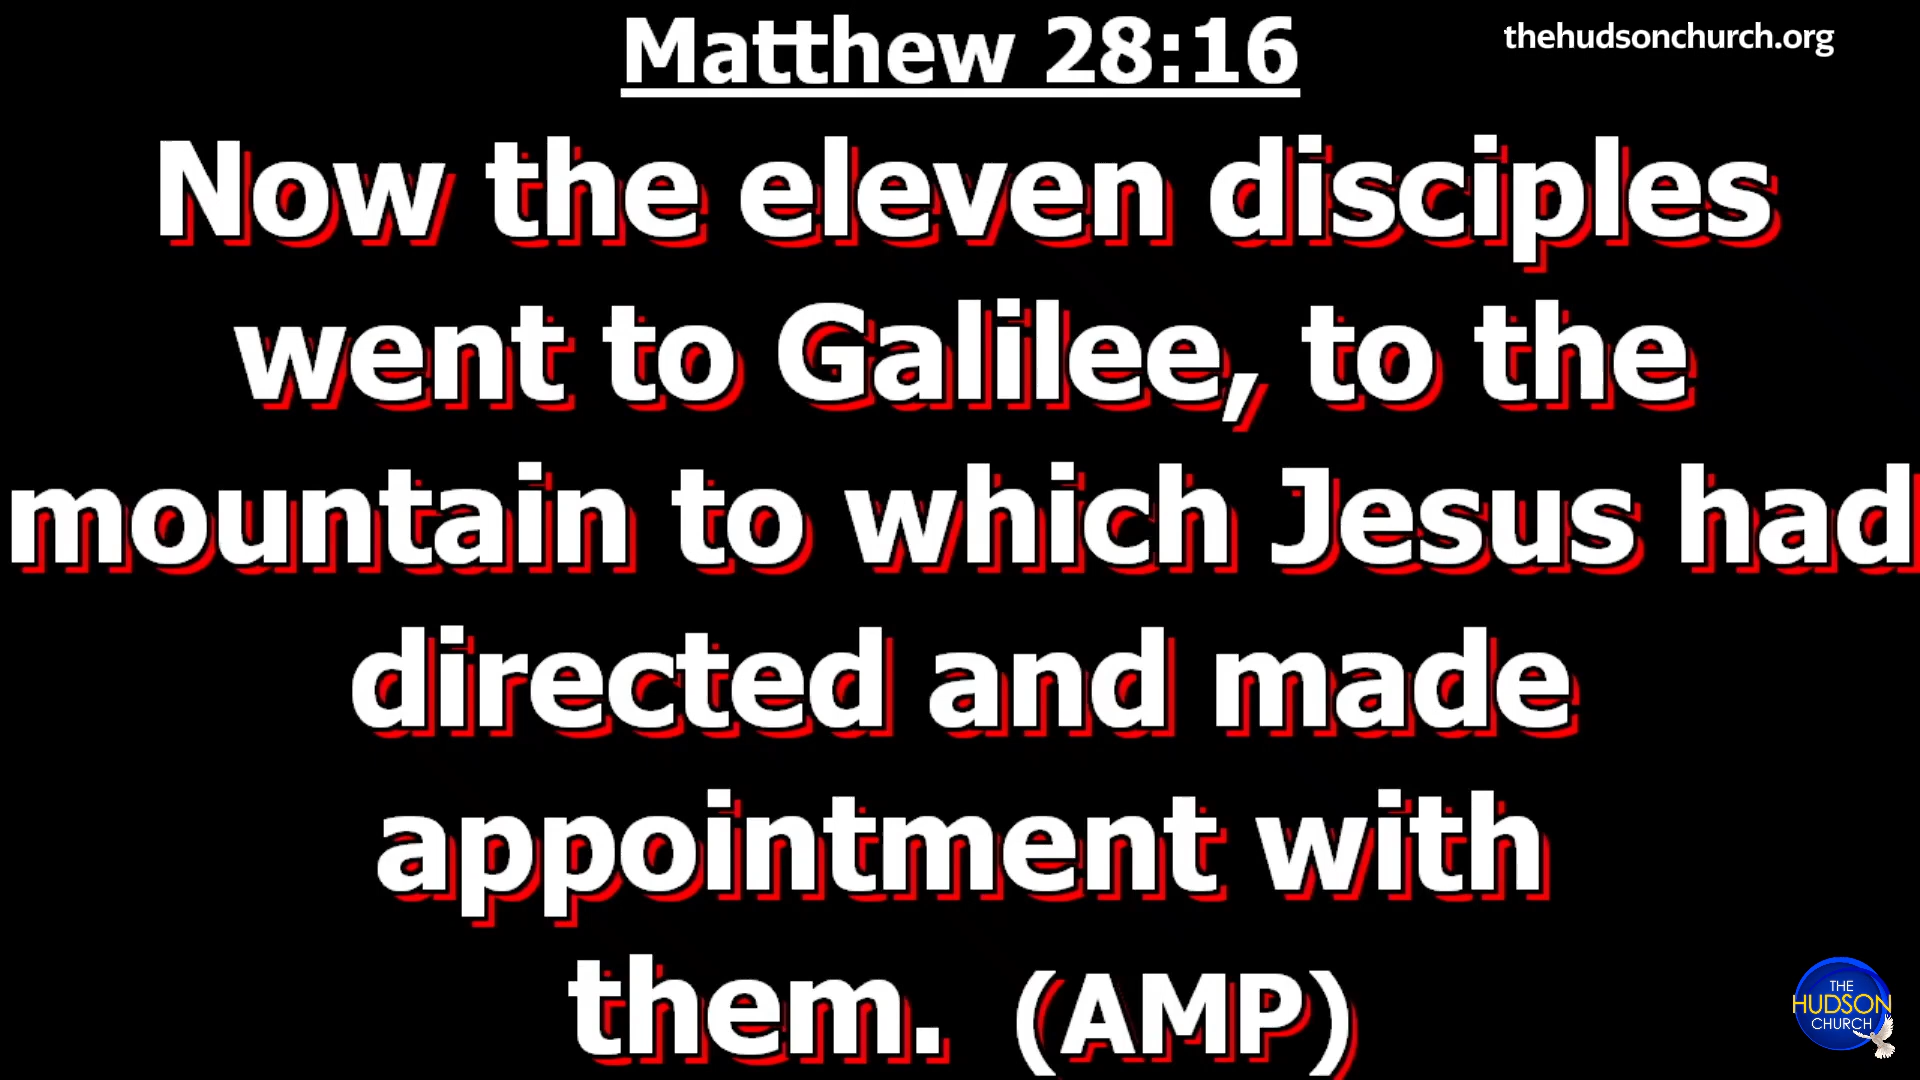 Matthew 28:16
thehudsonchurch.org
Now the eleven disciples
went to Galilee, to the
mountain to which Jesus had
directed and made
appointment with
them. (AMP)
THE
HUDSON
CHURCH